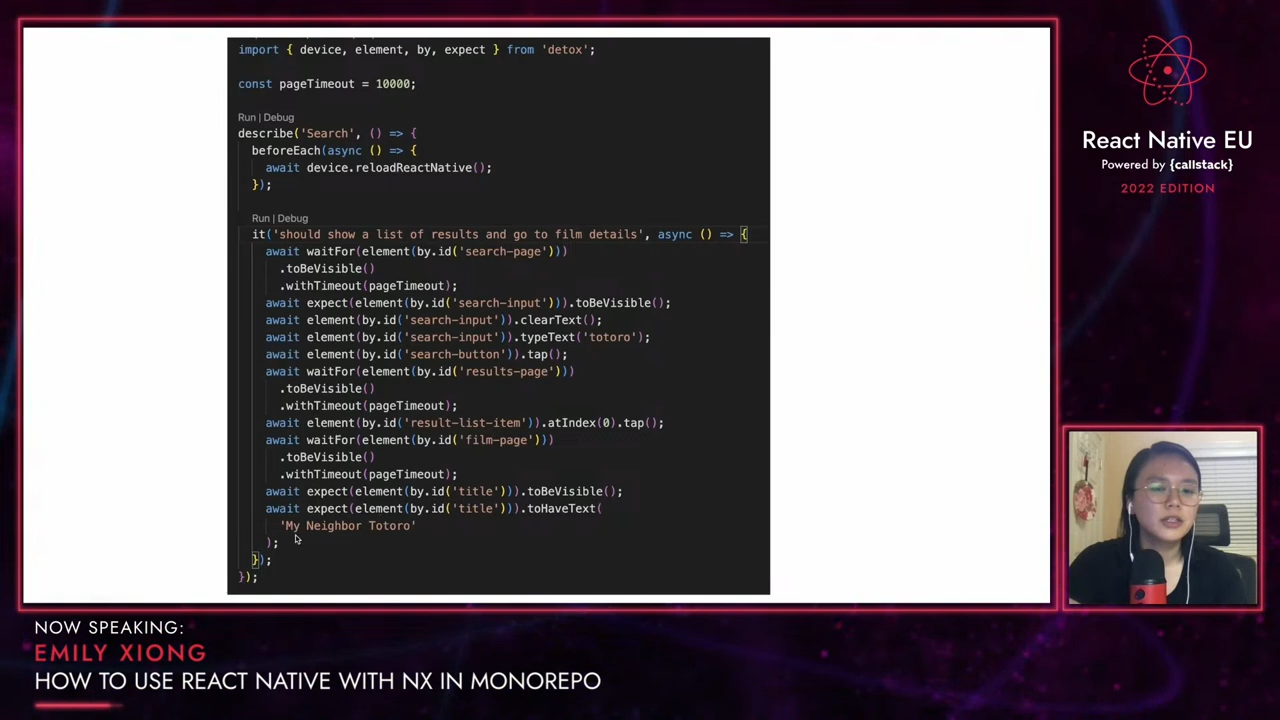 import { device, element, by, expect } from 'detox';
const pageTimeout = 10000;
Run | Debug
describe('Search', () => {
beforeEach(async () => {
await device.reloadReactNative();
});
Run | Debug
it('should show a list of results and go to film details', async () => {
await waitFor(element(by.id('search-page')))
.toBeVisible()
.withTimeout(pageTimeout);
await expect(element(by.id('search-input'))).toBeVisible();
await element(by.id('search-input')).clearText();
await element(by.id('search-input')).typeText('totoro');
await element(by.id('search-button')).tap();
await waitFor(element(by.id('results-page')))
.toBeVisible()
.withTimeout(pageTimeout);
await element(by.id('result-list-item')).atIndex(0).tap();
await waitFor(element(by.id('film-page')))
.toBeVisible()
.withTimeout(pageTimeout);
await expect(element(by.id('title'))).toBeVisible();
await expect(element(by.id('title'))).toHaveText(
'My Neighbor Totoro'
);
});
});
React Native EU
Powered by {callstack}
2022 EDITION
NOW SPEAKING:
EMILY XIONG
HOW TO USE REACT NATIVE WITH NX IN MONOREPO